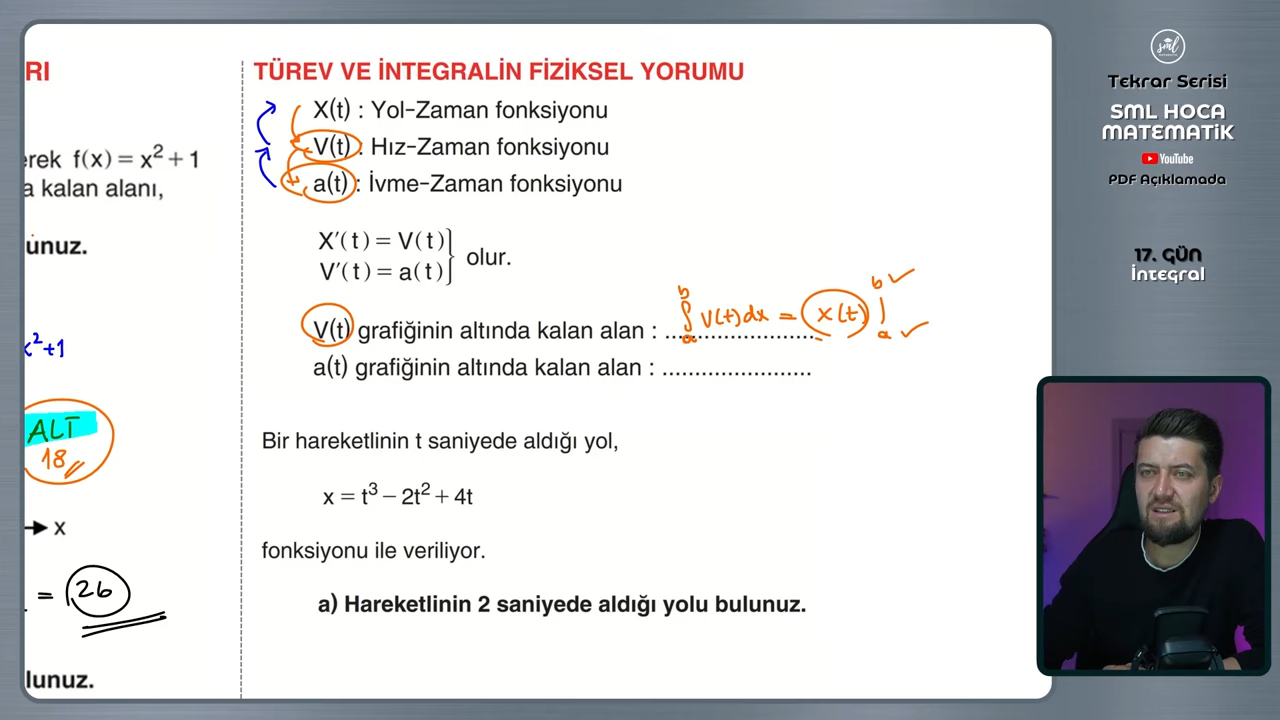 RI
erek f(x) = x² + 1
a kalan alanı,
unuz.
x²+1
ALT
18
x
= 26
lunuz.
TÜREV VE İNTEGRALİN FİZİKSEL YORUMU
X(t) : Yol-Zaman fonksiyonu
V(t) : Hız-Zaman fonksiyonu
a(t) : İvme-Zaman fonksiyonu
X′(t) = V(t)
V′(t) = a(t)
} olur.
V(t) grafiğinin altında kalan alan : ∫ₐᵇ V(t) dx = x(t) |ₐᵇ
a(t) grafiğinin altında kalan alan : .......................
Bir hareketlinin t saniyede aldığı yol,
x = t³ − 2t² + 4t
fonksiyonu ile veriliyor.
a) Hareketlinin 2 saniyede aldığı yolu bulunuz.
sml
Tekrar Serisi
SML HOCA
MATEMATİK
YouTube
PDF Açıklamada
17. GÜN
İntegral